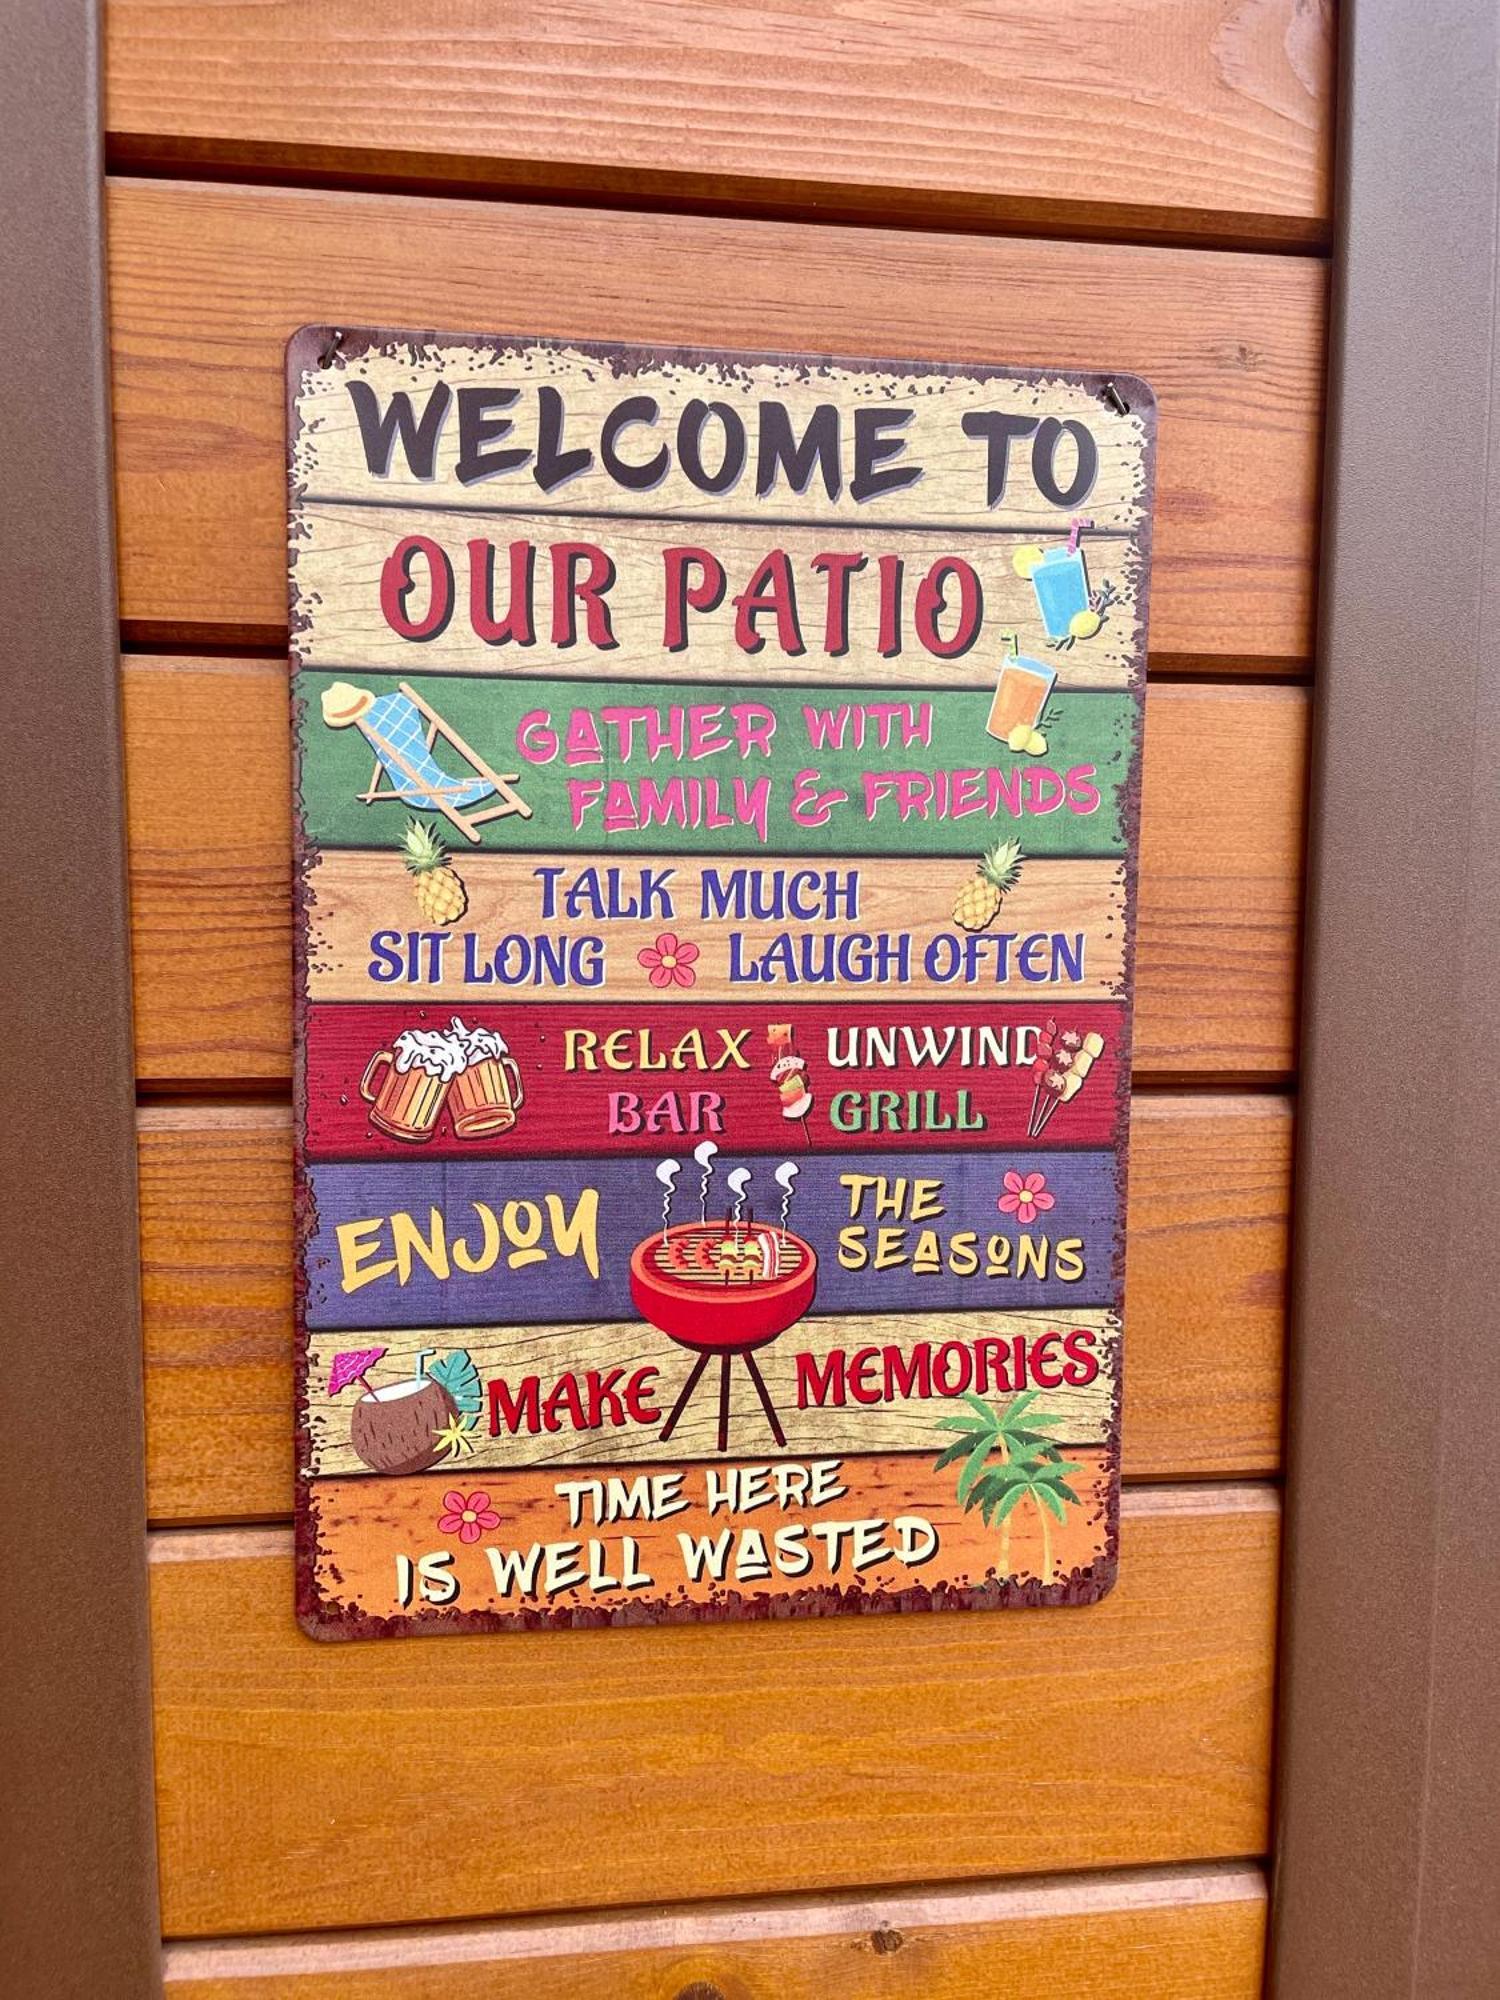 WELCOME TO
OUR PATIO
GATHER WITH
FAMILY & FRIENDS
TALK MUCH
SIT LONG LAUGH OFTEN
RELAX UNWIND
BAR GRILL
ENJOY THE
SEASONS
MAKE MEMORIES
TIME HERE
IS WELL WASTED